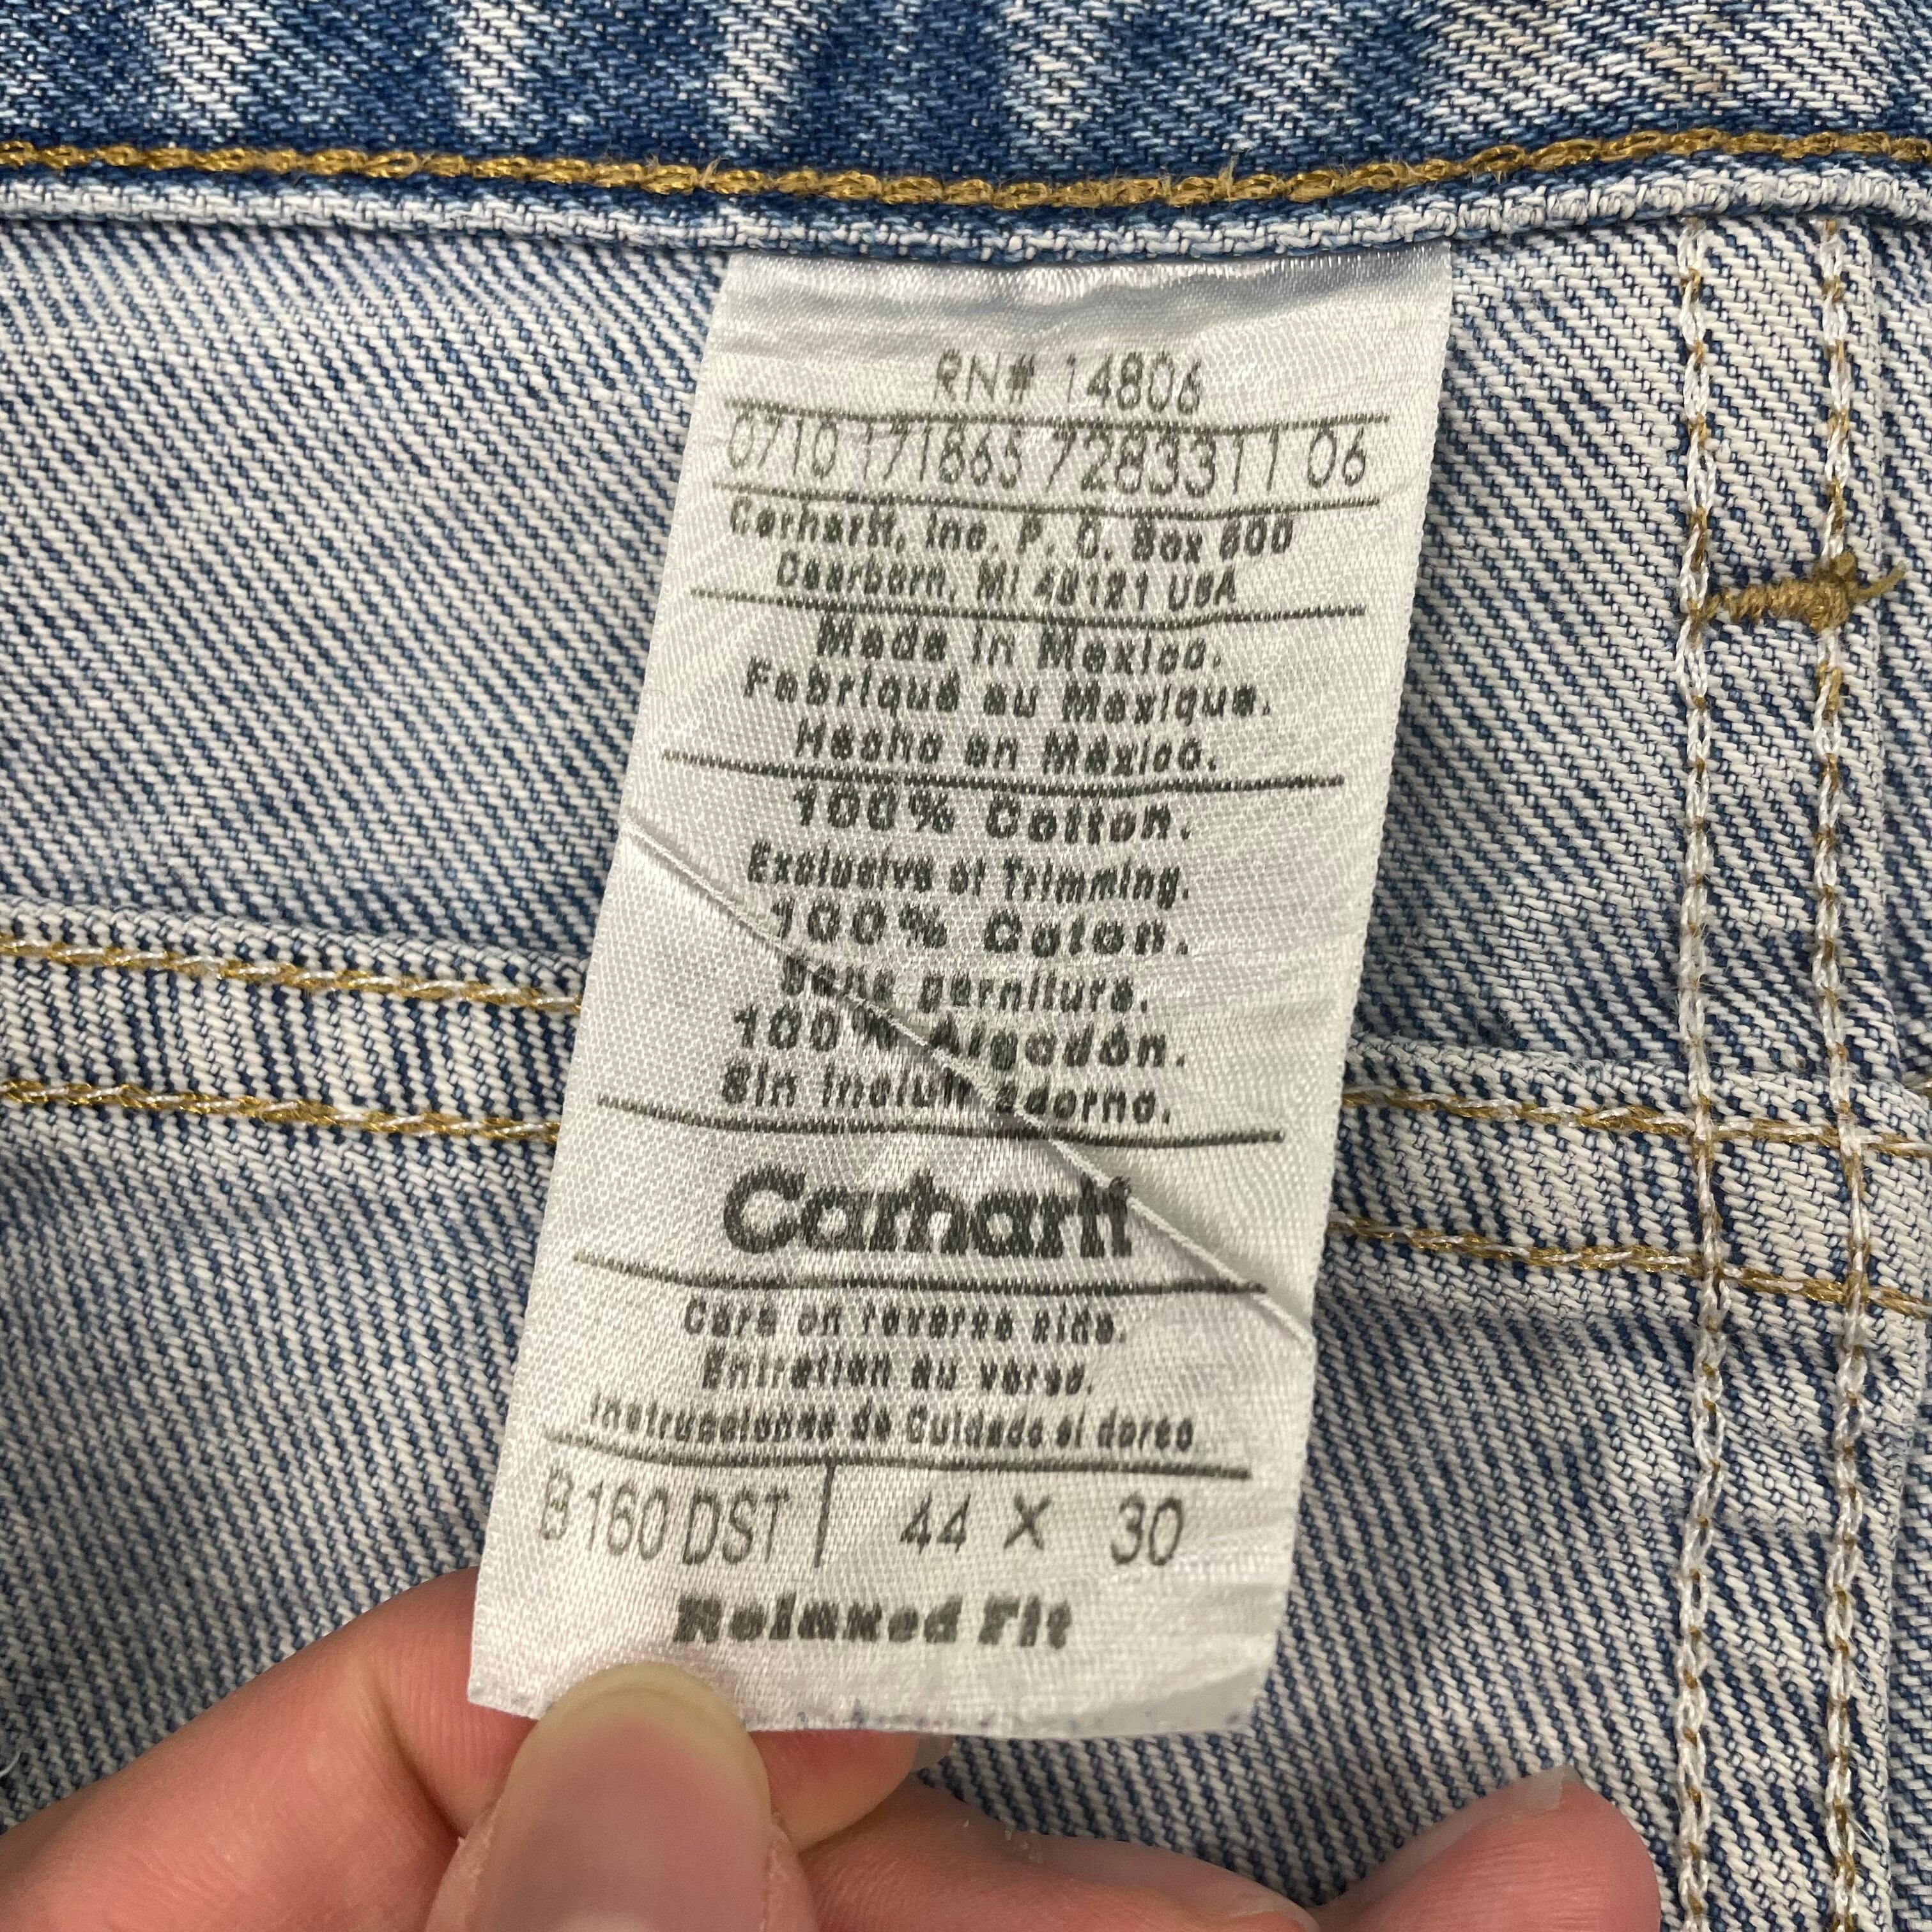 RN# 14806
0710 171665 7283311 06
Carhartt, Inc. P. O. Box 600
Dearborn, MI 48121 USA
Made in Mexico.
Fabriqué au Mexique.
Hecho en México.
100% Cotton.
Exclusive of Trimming.
100% Coton.
Sans garniture.
100% Algodón.
Sin incluir adorno.
Carhartt
Care on reverse side.
Entretien au verso.
Instrucciones de Cuidado al dorso
B160 DST 44 X 30
Relaxed Fit